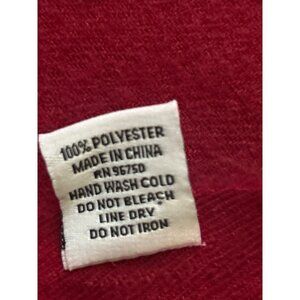 100% POLYESTER
MADE IN CHINA
RN 96750
HAND WASH COLD
DO NOT BLEACH
LINE DRY
DO NOT IRON